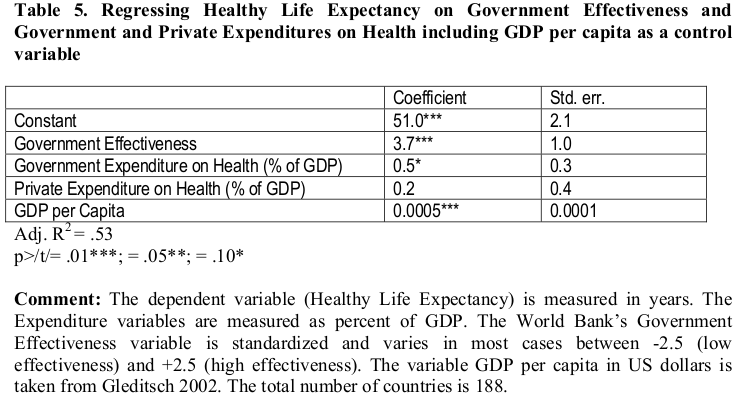 Table 5. Regressing Healthy Life Expectancy on Government Effectiveness and
Government and Private Expenditures on Health including GDP per capita as a control
variable
Coefficient Std. err.
Constant 51.0*** 2.1
Government Effectiveness 3.7*** 1.0
Government Expenditure on Health (% of GDP) 0.5* 0.3
Private Expenditure on Health (% of GDP) 0.2 0.4
GDP per Capita 0.0005*** 0.0001
Adj. R² = .53
p>/t/= .01***; = .05**; = .10*
Comment: The dependent variable (Healthy Life Expectancy) is measured in years. The
Expenditure variables are measured as percent of GDP. The World Bank's Government
Effectiveness variable is standardized and varies in most cases between -2.5 (low
effectiveness) and +2.5 (high effectiveness). The variable GDP per capita in US dollars is
taken from Gleditsch 2002. The total number of countries is 188.